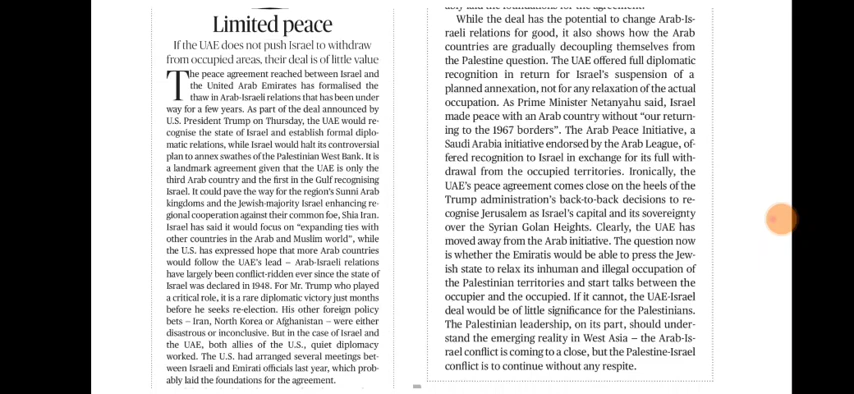 Limited peace
If the UAE does not push Israel to withdraw
from occupied areas, their deal is of little value
The peace agreement reached between Israel and
the United Arab Emirates has formalised the
thaw in Arab-Israeli relations that has been under
way for a few years. As part of the deal announced by
U.S. President Trump on Thursday, the UAE would re-
cognise the state of Israel and establish formal diplo-
matic relations, while Israel would halt its controversial
plan to annex swathes of the Palestinian West Bank. It is
a landmark agreement given that the UAE is only the
third Arab country and the first in the Gulf recognising
Israel. It could pave the way for the region's Sunni Arab
kingdoms and the Jewish-majority Israel enhancing re-
gional cooperation against their common foe, Shia Iran.
Israel has said it would focus on “expanding ties with
other countries in the Arab and Muslim world”, while
the U.S. has expressed hope that more Arab countries
would follow the UAE's lead – Arab-Israeli relations
have largely been conflict-ridden ever since the state of
Israel was declared in 1948. For Mr. Trump who played
a critical role, it is a rare diplomatic victory just months
before he seeks re-election. His other foreign policy
bets – Iran, North Korea or Afghanistan – were either
disastrous or inconclusive. But in the case of Israel and
the UAE, both allies of the U.S., quiet diplomacy
worked. The U.S. had arranged several meetings bet-
ween Israeli and Emirati officials last year, which prob-
ably laid the foundations for the agreement.
ably laid the foundations for the agreement.
While the deal has the potential to change Arab-Is-
raeli relations for good, it also shows how the Arab
countries are gradually decoupling themselves from
the Palestine question. The UAE offered full diplomatic
recognition in return for Israel's suspension of a
planned annexation, not for any relaxation of the actual
occupation. As Prime Minister Netanyahu said, Israel
made peace with an Arab country without “our return-
ing to the 1967 borders”. The Arab Peace Initiative, a
Saudi Arabia initiative endorsed by the Arab League, of-
fered recognition to Israel in exchange for its full with-
drawal from the occupied territories. Ironically, the
UAE's peace agreement comes close on the heels of the
Trump administration's back-to-back decisions to re-
cognise Jerusalem as Israel's capital and its sovereignty
over the Syrian Golan Heights. Clearly, the UAE has
moved away from the Arab initiative. The question now
is whether the Emiratis would be able to press the Jew-
ish state to relax its inhuman and illegal occupation of
the Palestinian territories and start talks between the
occupier and the occupied. If it cannot, the UAE-Israel
deal would be of little significance for the Palestinians.
The Palestinian leadership, on its part, should under-
stand the emerging reality in West Asia – the Arab-Is-
rael conflict is coming to a close, but the Palestine-Israel
conflict is to continue without any respite.